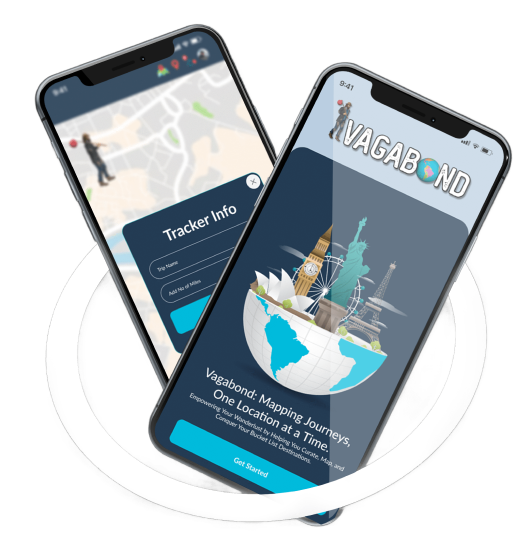 9:41
Tracker Info
Trip Name
Add No of Miles
9:41
VAGABOND
Vagabond: Mapping Journeys,
One Location at a Time.
Empowering Your Wanderlust by Helping You Curate, Map, and
Conquer Your Bucket List Destinations.
Get Started